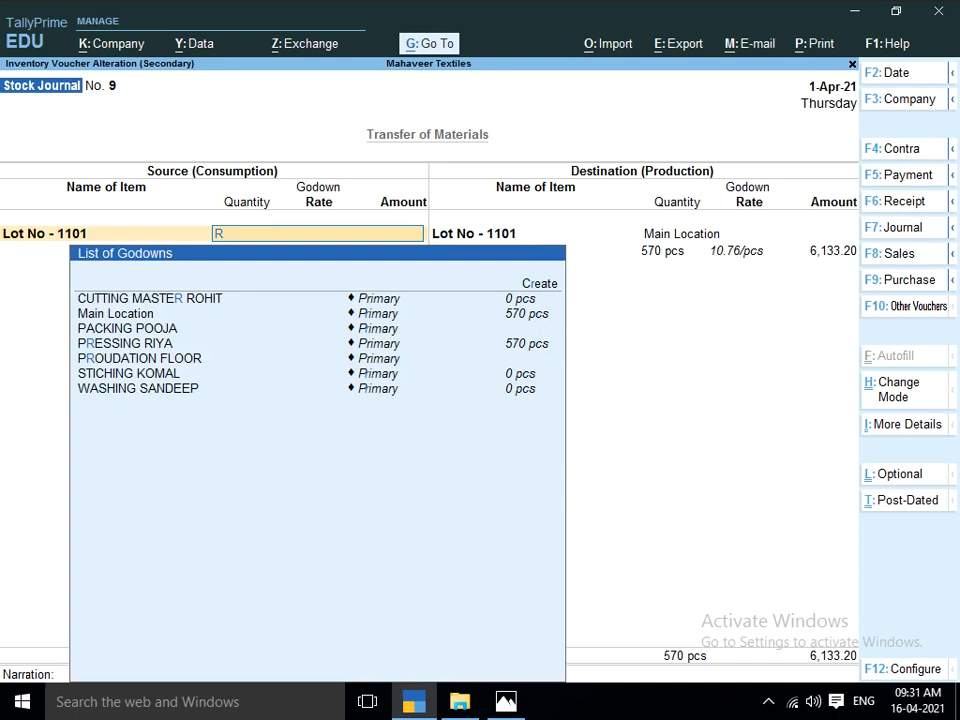 TallyPrime MANAGE
EDU K: Company Y: Data Z: Exchange G: Go To O: Import E: Export M: E-mail P: Print F1: Help
Inventory Voucher Alteration (Secondary) Mahaveer Textiles
Stock Journal No. 9 1-Apr-21
Thursday
Transfer of Materials
Source (Consumption) Destination (Production)
Name of Item Godown Name of Item Godown
Quantity Rate Amount Quantity Rate Amount
Lot No - 1101 R Lot No - 1101 Main Location
570 pcs 10.76/pcs 6,133.20
List of Godowns
Create
CUTTING MASTER ROHIT ♦ Primary 0 pcs
Main Location ♦ Primary 570 pcs
PACKING POOJA ♦ Primary
PRESSING RIYA ♦ Primary 570 pcs
PROUDATION FLOOR ♦ Primary
STICHING KOMAL ♦ Primary 0 pcs
WASHING SANDEEP ♦ Primary 0 pcs
570 pcs 6,133.20
Narration:
F2: Date
F3: Company
F4: Contra
F5: Payment
F6: Receipt
F7: Journal
F8: Sales
F9: Purchase
F10: Other Vouchers
F: Autofill
H: Change
Mode
I: More Details
L: Optional
T: Post-Dated
F12: Configure
Activate Windows
Go to Settings to activate Windows.
Search the web and Windows ENG 09:31 AM
16-04-2021